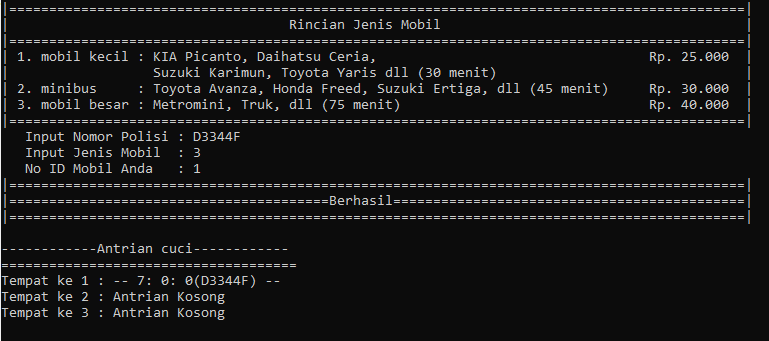 |============================================================================================|
|                                   Rincian Jenis Mobil                                      |
|============================================================================================|
| 1. mobil kecil : KIA Picanto, Daihatsu Ceria,                                  Rp. 25.000  |
|                  Suzuki Karimun, Toyota Yaris dll (30 menit)                               |
| 2. minibus     : Toyota Avanza, Honda Freed, Suzuki Ertiga, dll (45 menit)     Rp. 30.000  |
| 3. mobil besar : Metromini, Truk, dll (75 menit)                               Rp. 40.000  |
|============================================================================================|
   Input Nomor Polisi : D3344F
   Input Jenis Mobil  : 3
   No ID Mobil Anda   : 1
|============================================================================================|
|========================================Berhasil============================================|
|============================================================================================|
------------Antrian cuci------------
=====================================
Tempat ke 1 : -- 7: 0: 0(D3344F) --
Tempat ke 2 : Antrian Kosong
Tempat ke 3 : Antrian Kosong